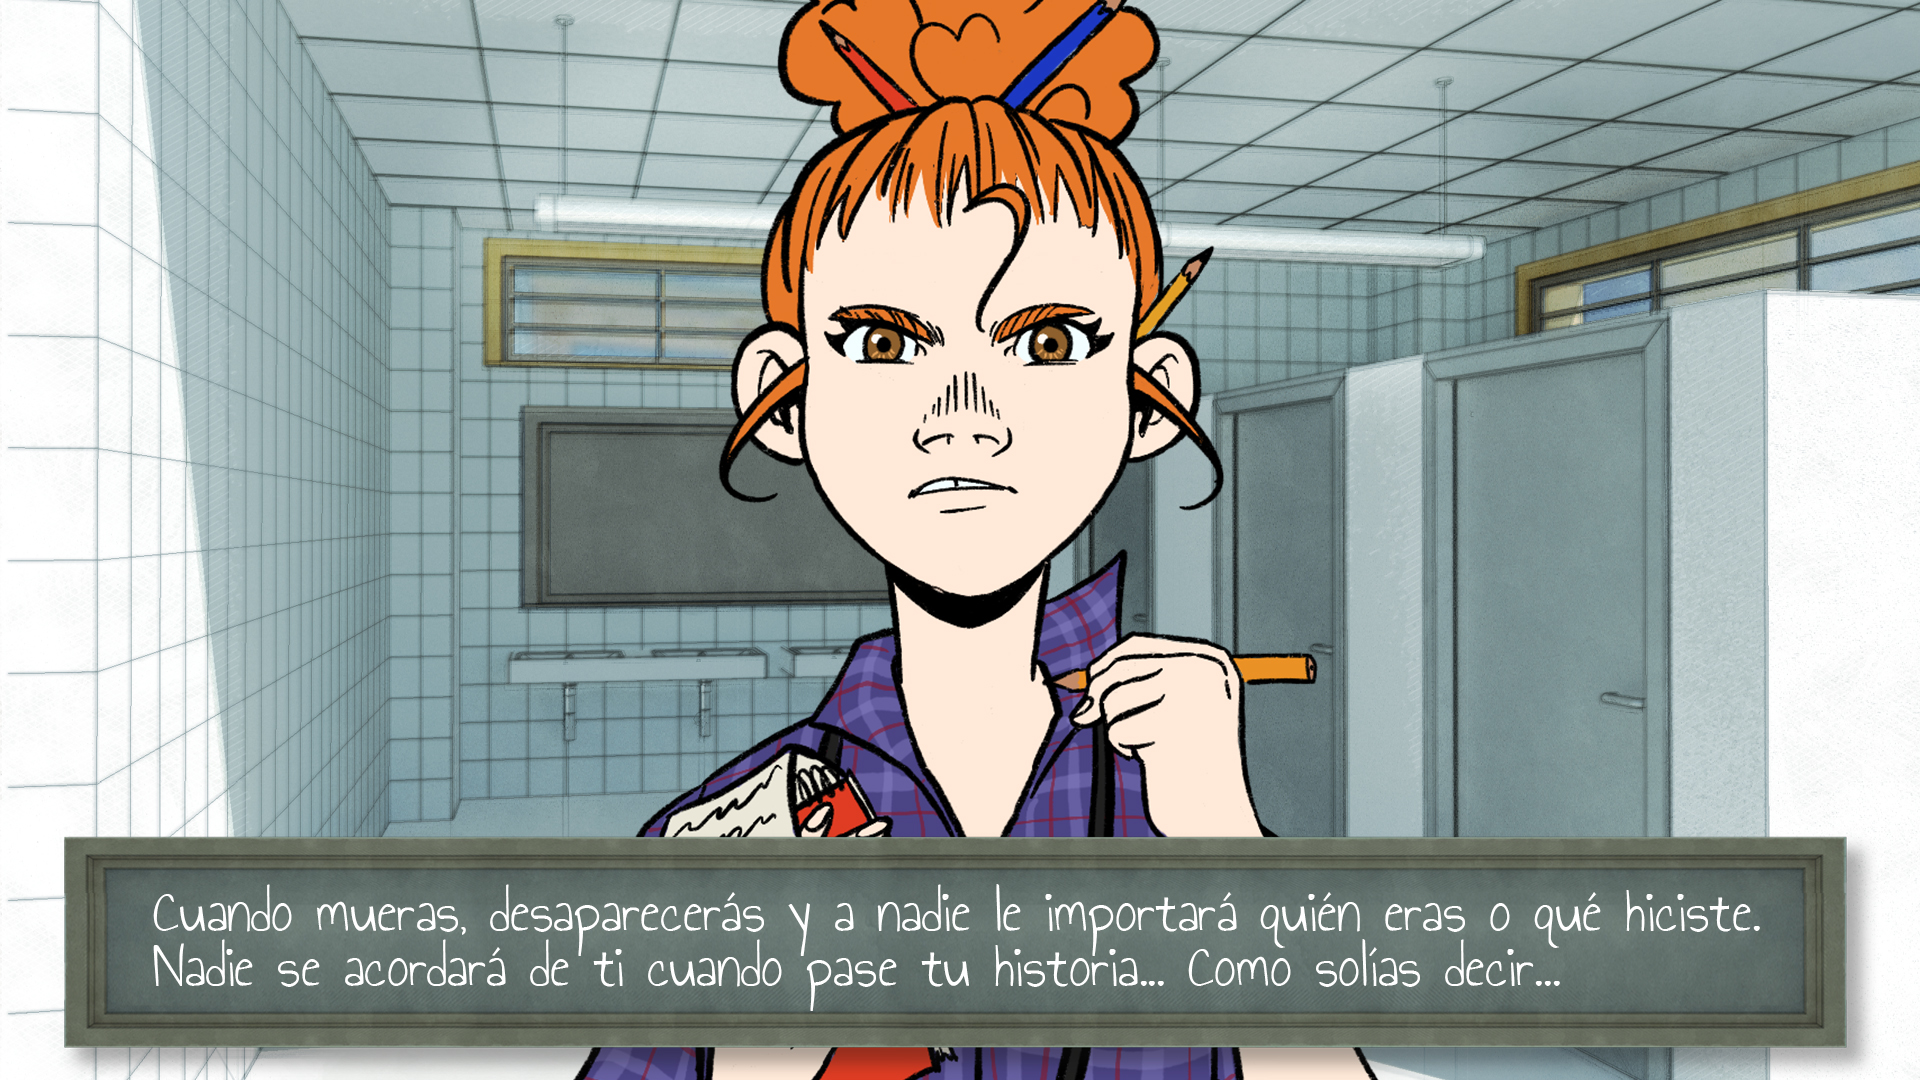 Cuando mueras, desaparecerás y a nadie le importará quién eras o qué hiciste.
Nadie se acordará de ti cuando pase tu historia... Como solías decir...